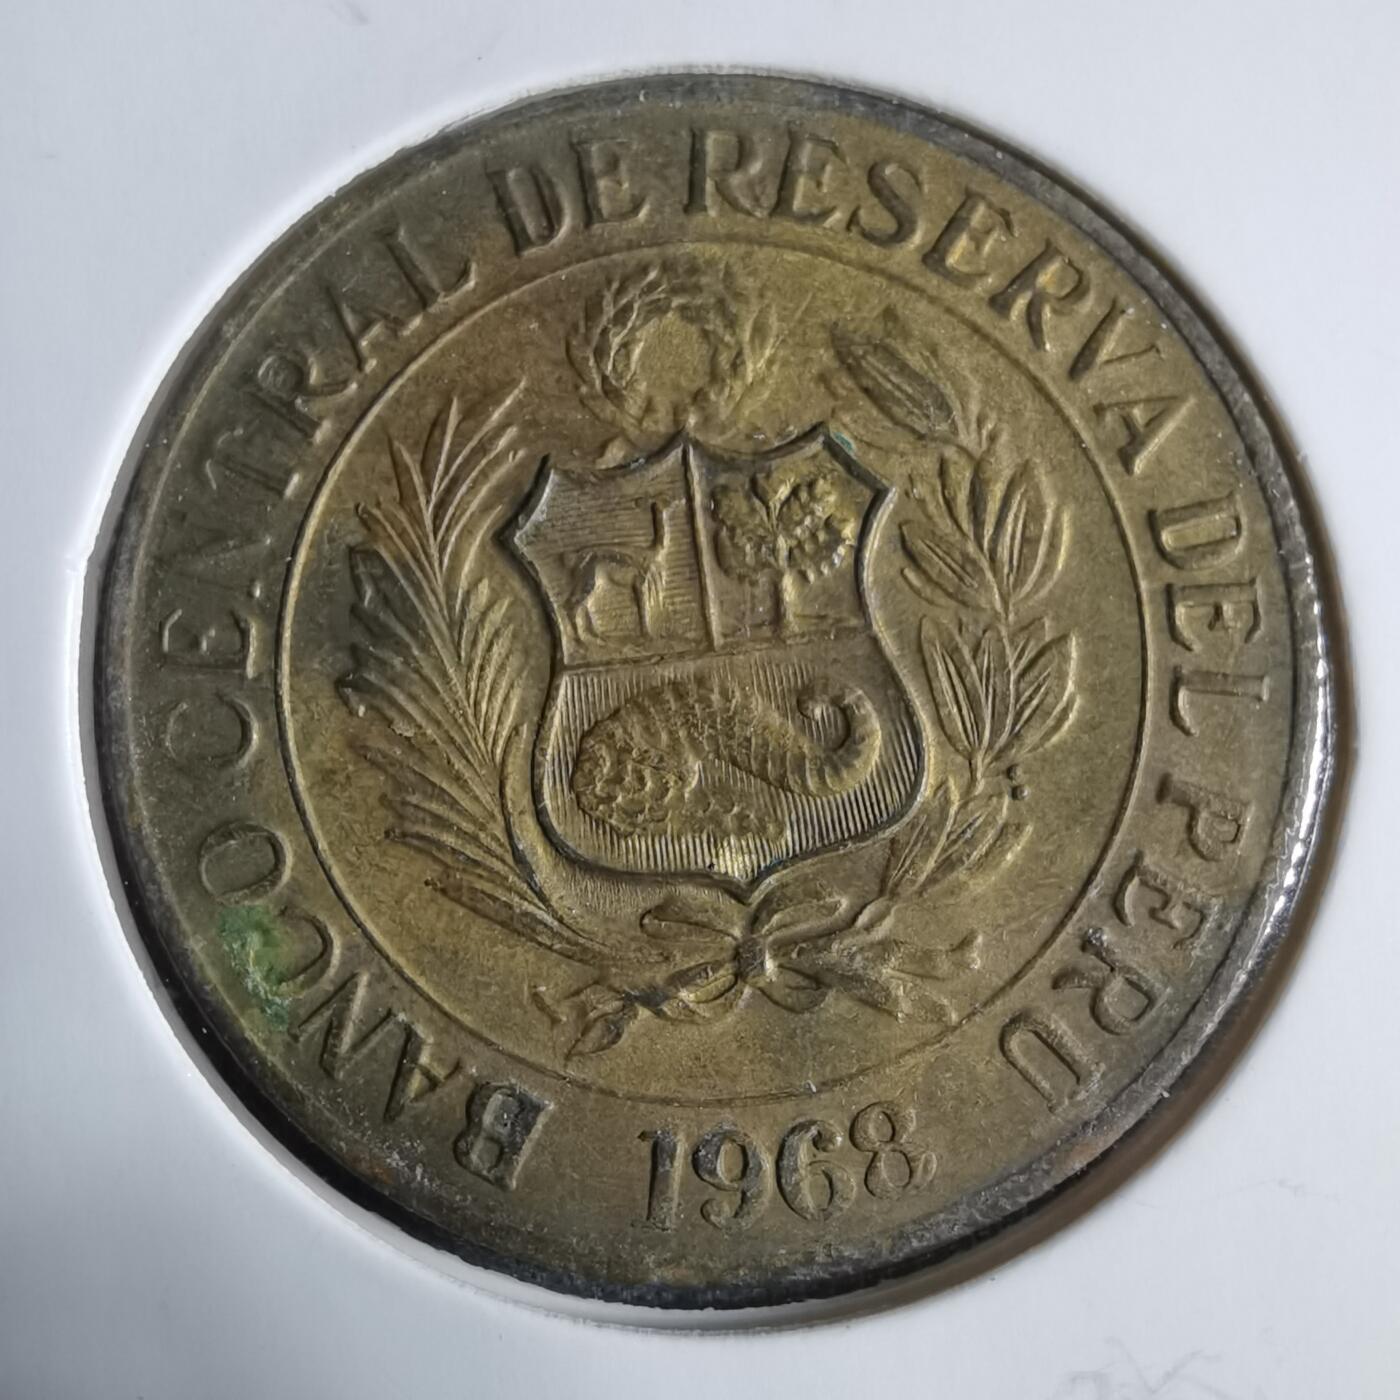 BANCO CENTRAL DE RESERVA DEL PERU
1968